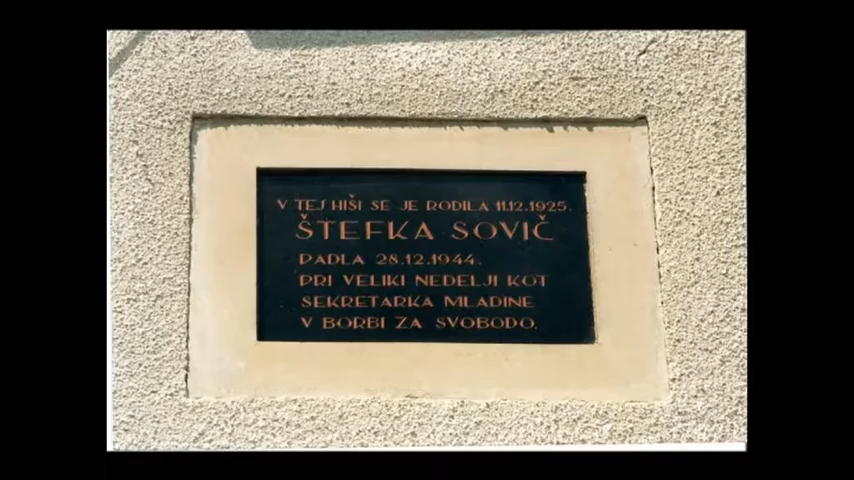 V TEJ HIŠI SE JE RODILA 11.12.1925.
ŠTEFKA SOVIČ
PADLA 28.12.1944.
PRI VELIKI NEDELJI KOT
SEKRETARKA MLADINE
V BORBI ZA SVOBODO.